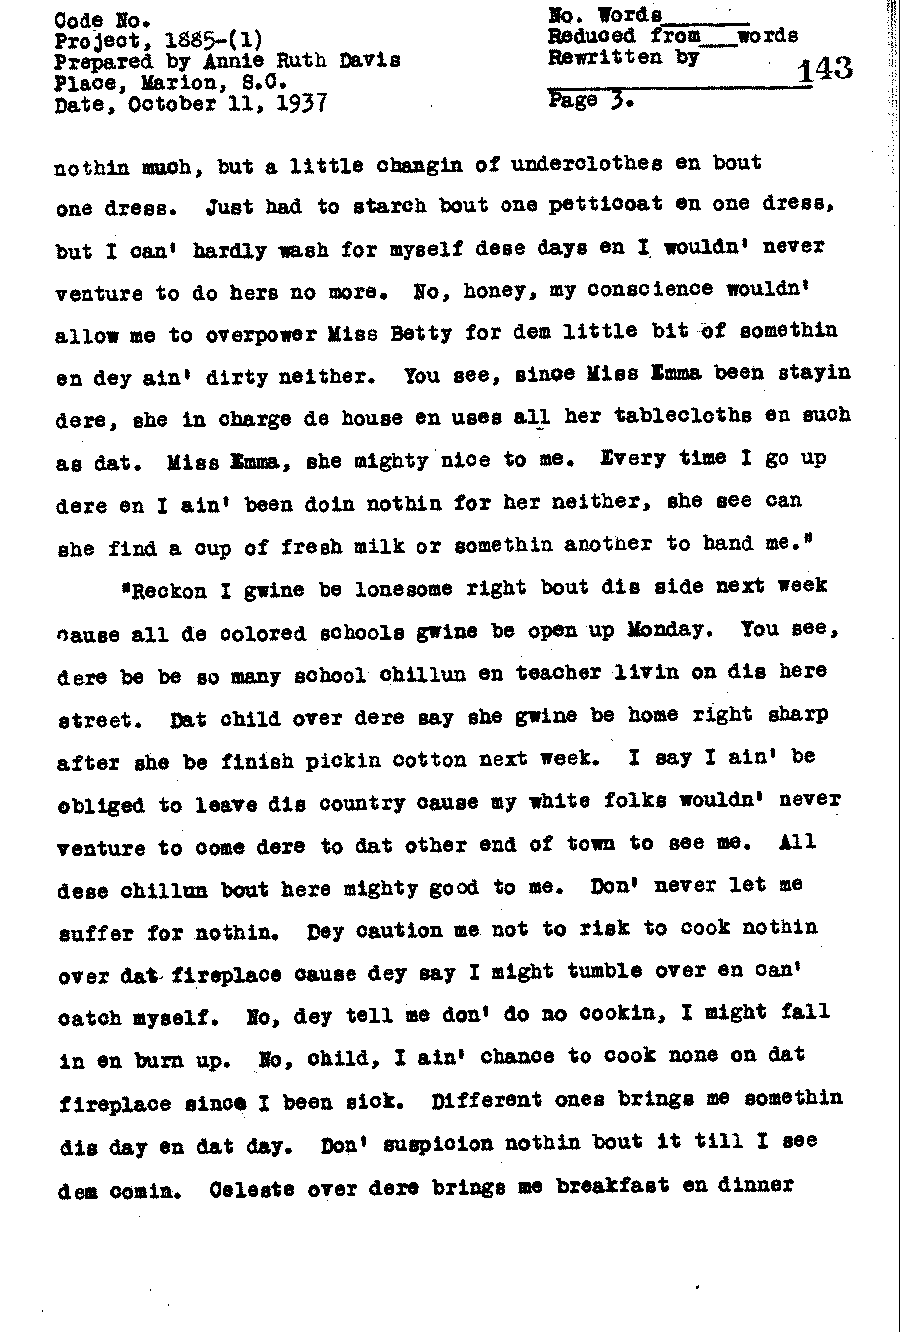 Code No.
Project, 1885-(1)
Prepared by Annie Ruth Davis
Place, Marion, S.C.
Date, October 11, 1937
No. Words________
Reduced from____words
Rewritten by
143
Page 3.
nothin much, but a little changin of underclothes en bout
one dress. Just had to starch bout one petticoat en one dress,
but I can' hardly wash for myself dese days en I wouldn' never
venture to do hers no more. No, honey, my conscience wouldn'
allow me to overpower Miss Betty for dem little bit of somethin
en dey ain' dirty neither. You see, since Miss Emma been stayin
dere, she in charge de house en uses all her tablecloths en such
as dat. Miss Emma, she mighty nice to me. Every time I go up
dere en I ain' been doin nothin for her neither, she see can
she find a cup of fresh milk or somethin another to hand me."
"Reckon I gwine be lonesome right bout dis side next week
cause all de colored schools gwine be open up Monday. You see,
dere be be so many school chillun en teacher livin on dis here
street. Dat child over dere say she gwine be home right sharp
after she be finish pickin cotton next week. I say I ain' be
obliged to leave dis country cause my white folks wouldn' never
venture to come dere to dat other end of town to see me. All
dese chillun bout here mighty good to me. Don' never let me
suffer for nothin. Dey caution me not to risk to cook nothin
over dat fireplace cause dey say I might tumble over en can'
catch myself. No, dey tell me don' do no cookin, I might fall
in en burn up. No, child, I ain' chance to cook none on dat
fireplace since I been sick. Different ones brings me somethin
dis day en dat day. Don' suspicion nothin bout it till I see
dem comin. Celeste over dere brings me breakfast en dinner